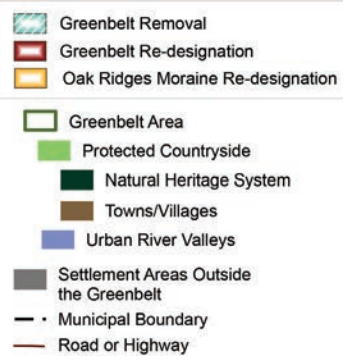 Greenbelt Removal
Greenbelt Re-designation
Oak Ridges Moraine Re-designation
Greenbelt Area
Protected Countryside
Natural Heritage System
Towns/Villages
Urban River Valleys
Settlement Areas Outside
the Greenbelt
Municipal Boundary
Road or Highway